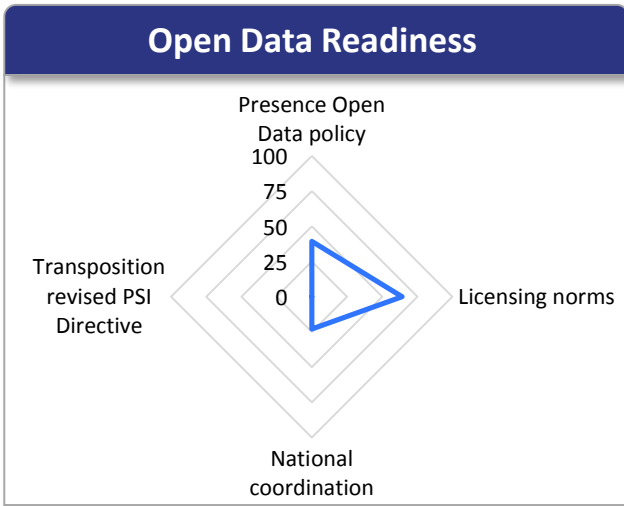 Open Data Readiness
Presence Open
Data policy
100
75
50
25
0
Transposition
revised PSI
Directive
Licensing norms
National
coordination